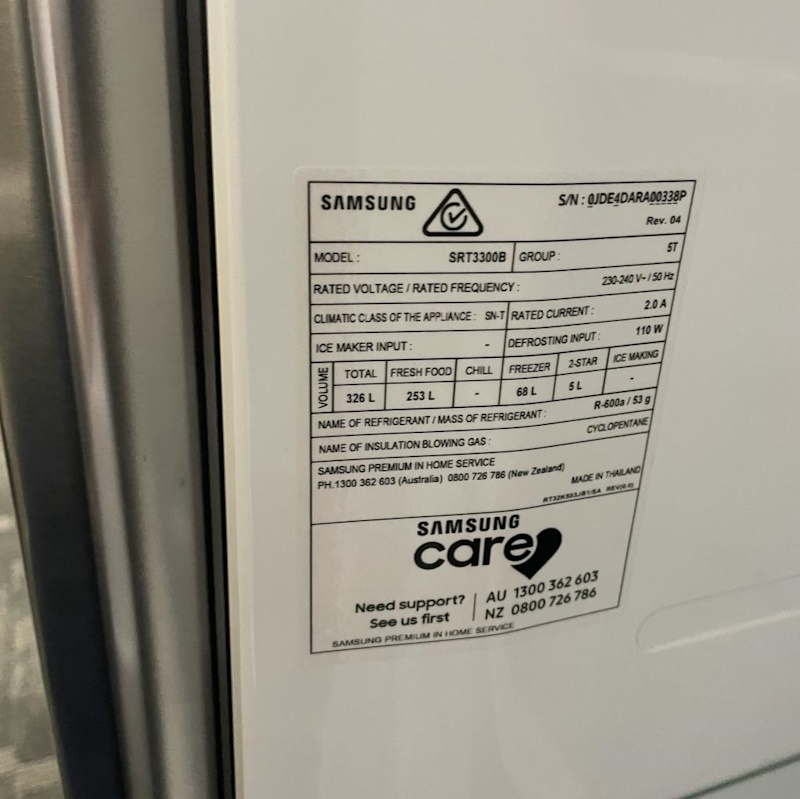 SAMSUNG
S/N : 0JDE4DARA00338P
Rev. 04
MODEL : SRT3300B GROUP : 5T
RATED VOLTAGE / RATED FREQUENCY : 230-240 V~ / 50 Hz
CLIMATIC CLASS OF THE APPLIANCE : SN-T RATED CURRENT : 2.0 A
ICE MAKER INPUT : - DEFROSTING INPUT : 110 W
VOLUME TOTAL FRESH FOOD CHILL FREEZER 2-STAR ICE MAKING
326 L 253 L - 68 L 5 L -
NAME OF REFRIGERANT / MASS OF REFRIGERANT : R-600a / 53 g
NAME OF INSULATION BLOWING GAS : CYCLOPENTANE
SAMSUNG PREMIUM IN HOME SERVICE
PH.1300 362 603 (Australia) 0800 726 786 (New Zealand)
MADE IN THAILAND
RT32K503JB1/SA REV(0.0)
SAMSUNG
care
Need support? AU 1300 362 603
See us first NZ 0800 726 786
SAMSUNG PREMIUM IN HOME SERVICE